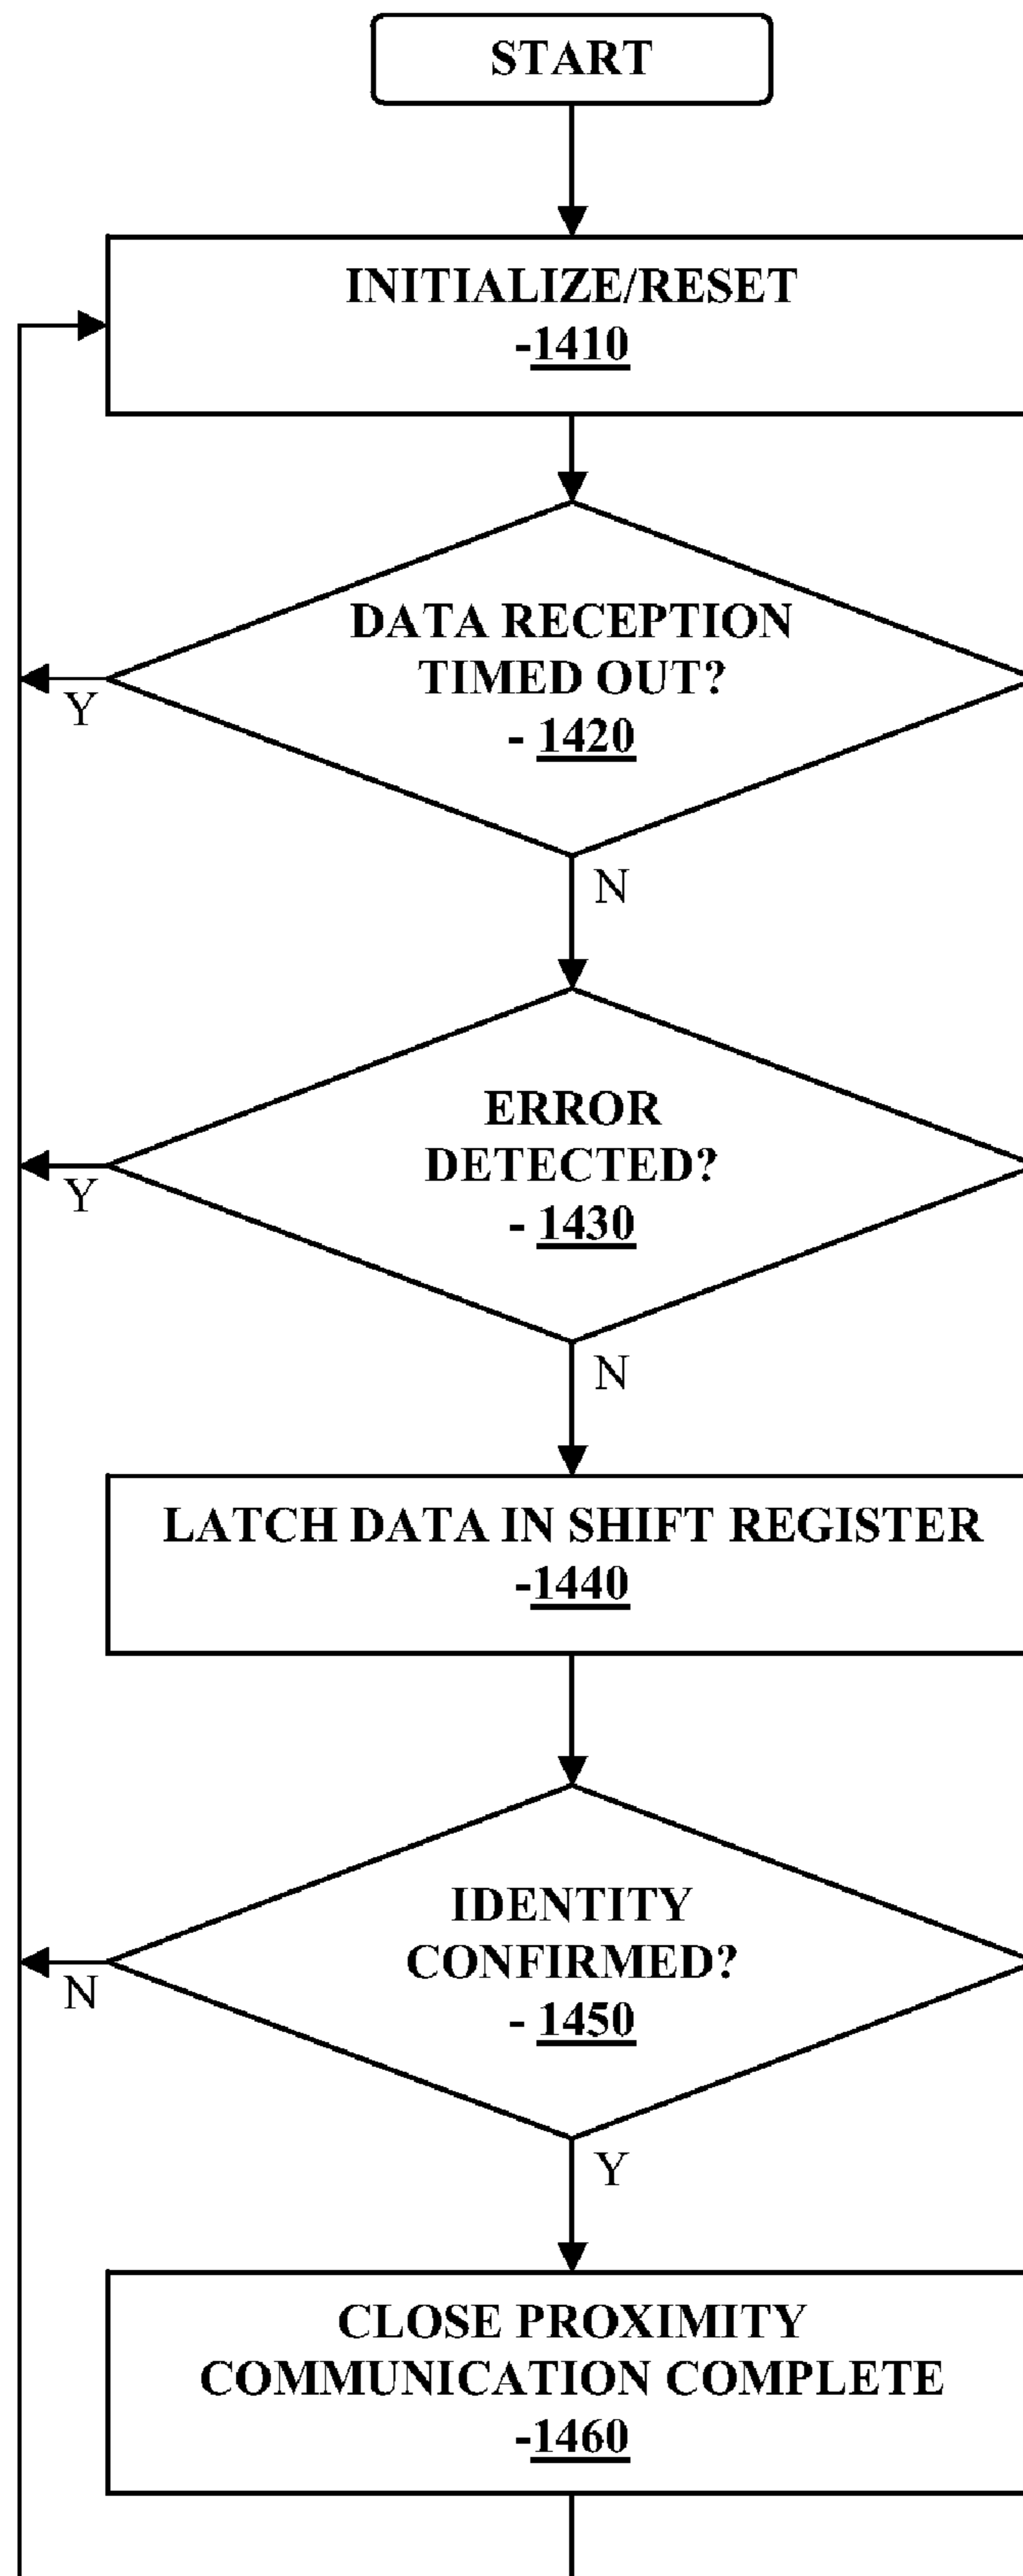 START
INITIALIZE/RESET
-1410
DATA RECEPTION
TIMED OUT?
- 1420
Y
N
ERROR
DETECTED?
- 1430
Y
N
LATCH DATA IN SHIFT REGISTER
-1440
IDENTITY
CONFIRMED?
- 1450
N
Y
CLOSE PROXIMITY
COMMUNICATION COMPLETE
-1460